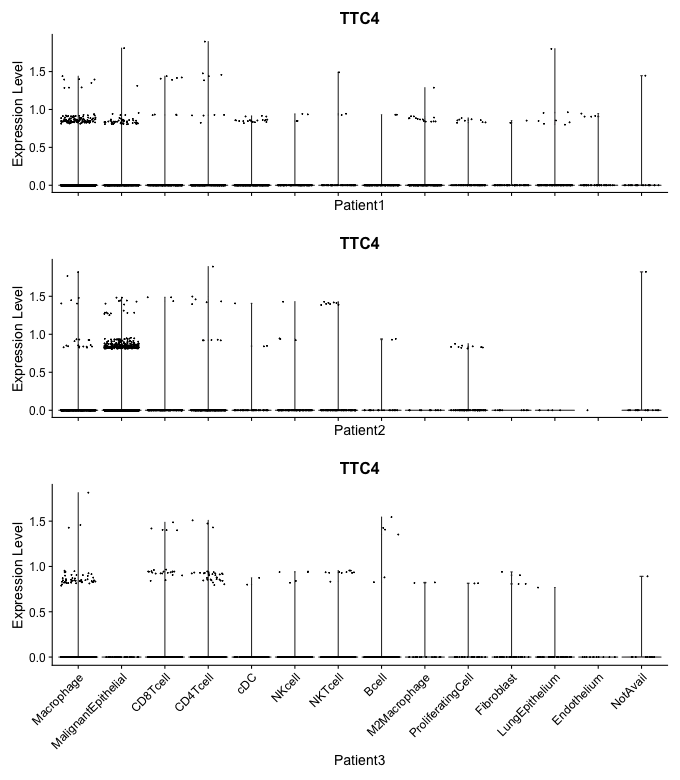 TTC4
Expression Level
1.5
1.0
0.5
0.0
Patient1
TTC4
Expression Level
1.5
1.0
0.5
0.0
Patient2
TTC4
Expression Level
1.5
1.0
0.5
0.0
Macrophage
MalignantEpithelial
CD8Tcell
CD4Tcell
cDC
NKcell
NKTcell
Bcell
M2Macrophage
ProliferatingCell
Fibroblast
LungEpithelium
Endothelium
NotAvail
Patient3